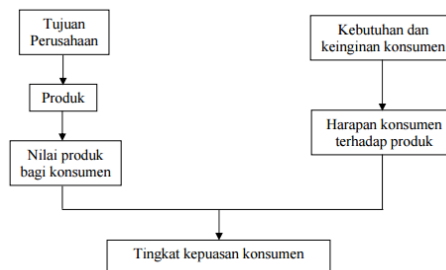 Tujuan
Perusahaan
Produk
Nilai produk
bagi konsumen
Kebutuhan dan
keinginan konsumen
Harapan konsumen
terhadap produk
Tingkat kepuasan konsumen